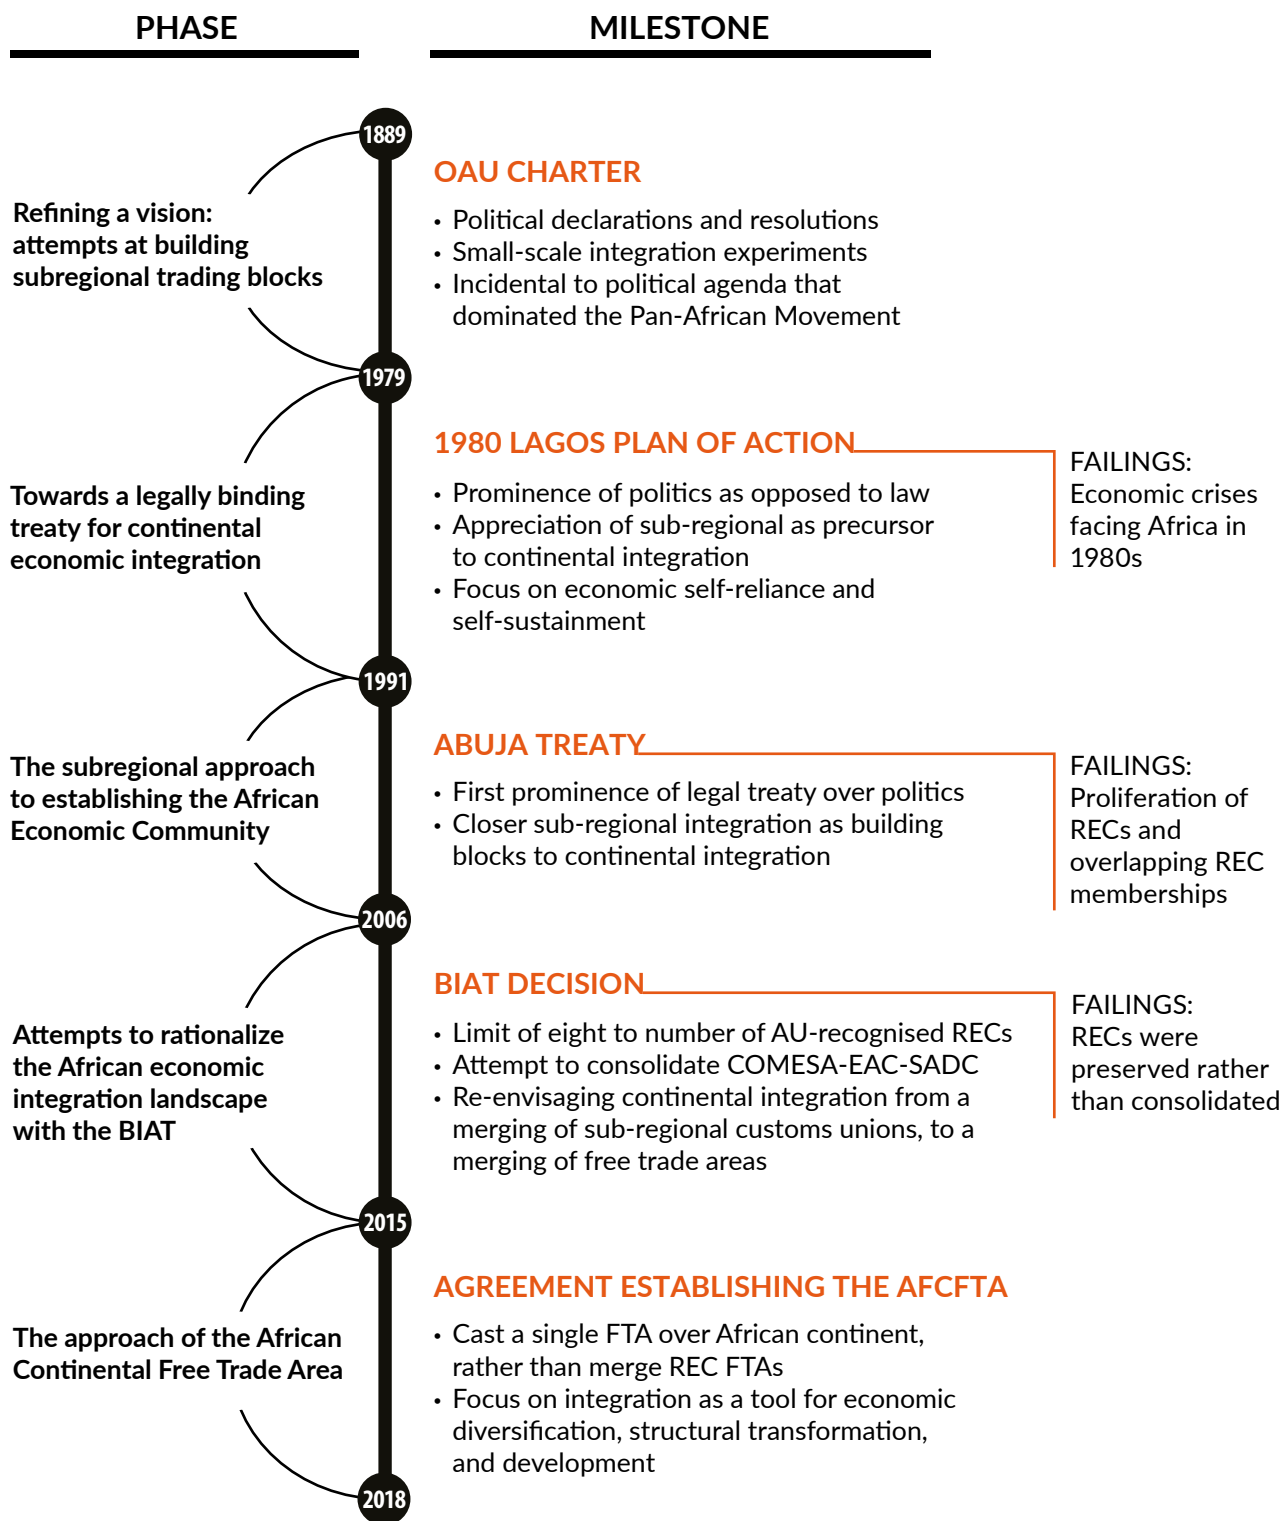 PHASE
MILESTONE
1889
Refining a vision:
attempts at building
subregional trading blocks
OAU CHARTER
• Political declarations and resolutions
• Small-scale integration experiments
• Incidental to political agenda that
dominated the Pan-African Movement
1979
Towards a legally binding
treaty for continental
economic integration
1980 LAGOS PLAN OF ACTION
• Prominence of politics as opposed to law
• Appreciation of sub-regional as precursor
to continental integration
• Focus on economic self-reliance and
self-sustainment
FAILINGS:
Economic crises
facing Africa in
1980s
1991
The subregional approach
to establishing the African
Economic Community
ABUJA TREATY
• First prominence of legal treaty over politics
• Closer sub-regional integration as building
blocks to continental integration
FAILINGS:
Proliferation of
RECs and
overlapping REC
memberships
2006
Attempts to rationalize
the African economic
integration landscape
with the BIAT
BIAT DECISION
• Limit of eight to number of AU-recognised RECs
• Attempt to consolidate COMESA-EAC-SADC
• Re-envisaging continental integration from a
merging of sub-regional customs unions, to a
merging of free trade areas
FAILINGS:
RECs were
preserved rather
than consolidated
2015
The approach of the African
Continental Free Trade Area
AGREEMENT ESTABLISHING THE AFCFTA
• Cast a single FTA over African continent,
rather than merge REC FTAs
• Focus on integration as a tool for economic
diversification, structural transformation,
and development
2018